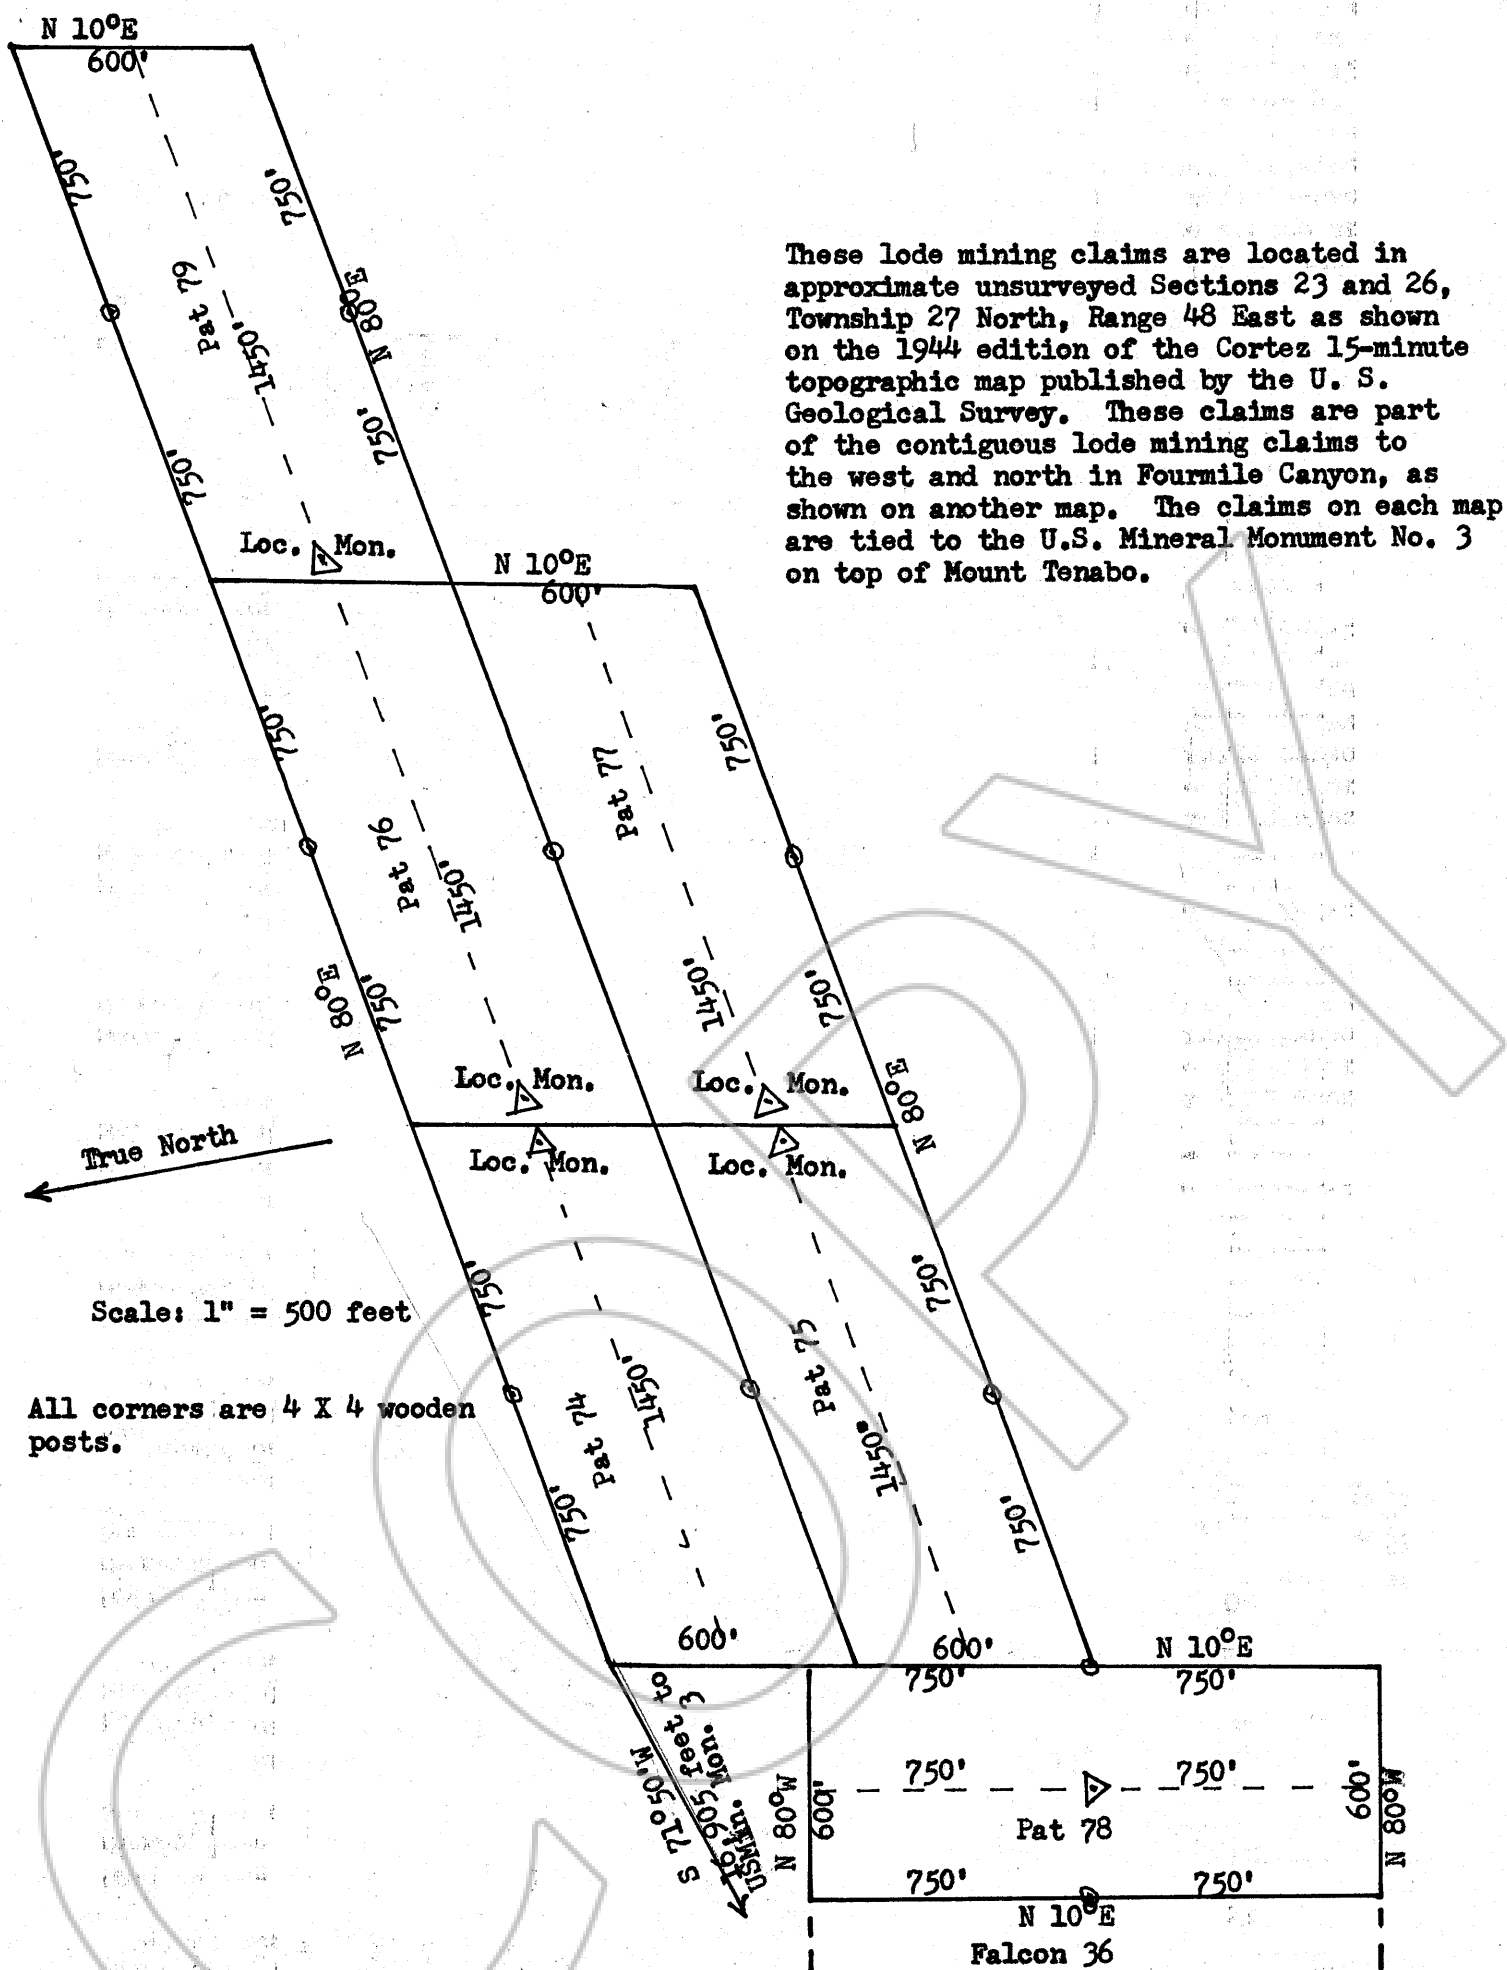 N 10°E
600'
750'
750'
Pat 79
1450'
N 80°E
750'
750'
These lode mining claims are located in
approximate unsurveyed Sections 23 and 26,
Township 27 North, Range 48 East as shown
on the 1944 edition of the Cortez 15-minute
topographic map published by the U. S.
Geological Survey. These claims are part
of the contiguous lode mining claims to
the west and north in Fourmile Canyon, as
shown on another map. The claims on each map
are tied to the U.S. Mineral Monument No. 3
on top of Mount Tenabo.
Loc. Mon.
N 10°E
600'
750'
750'
Pat 77
Pat 76
1450'
1450'
N 80°E
750'
750'
Loc. Mon.
Loc. Mon.
N 80°E
True North
Loc. Mon.
Loc. Mon.
750'
750'
Scale: 1" = 500 feet
Pat 75
Pat 74
1450'
1450'
All corners are 4 X 4 wooden
posts.
750'
750'
600'
600'
N 10°E
750'
750'
S 71°50'W
16,905 feet to
USMin. Mon. 3
N 80°W
600'
750'
750'
600'
N 80°W
Pat 78
750'
750'
N 10°E
Falcon 36
COPY